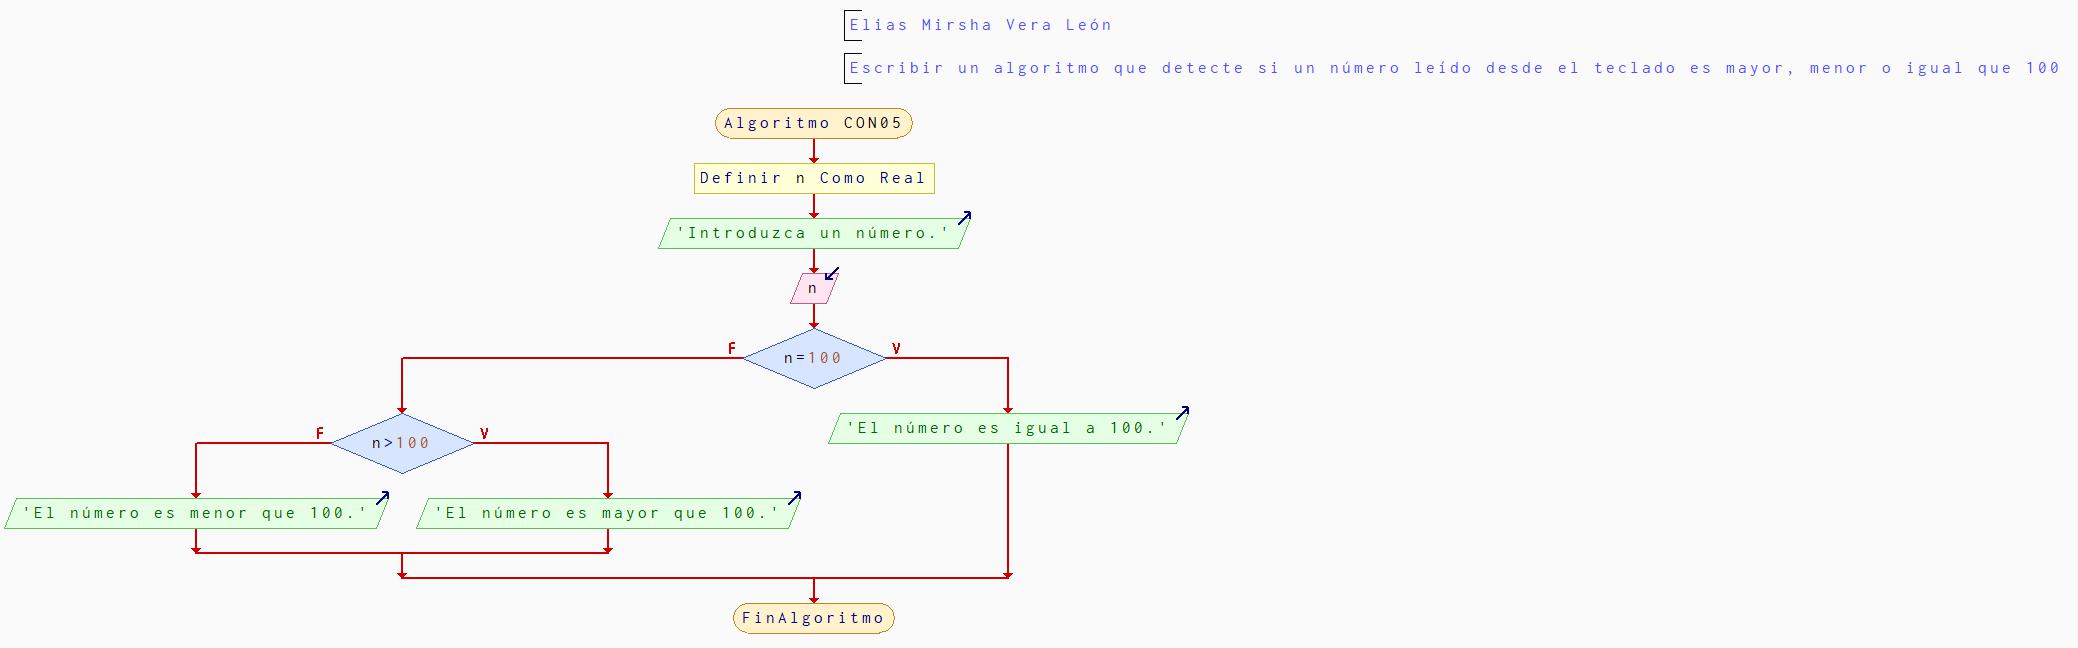 Elias Mirsha Vera León
Escribir un algoritmo que detecte si un número leído desde el teclado es mayor, menor o igual que 100
Algoritmo CON05
Definir n Como Real
'Introduzca un número.'
n
n=100
F
V
n>100
F
V
'El número es igual a 100.'
'El número es menor que 100.'
'El número es mayor que 100.'
FinAlgoritmo